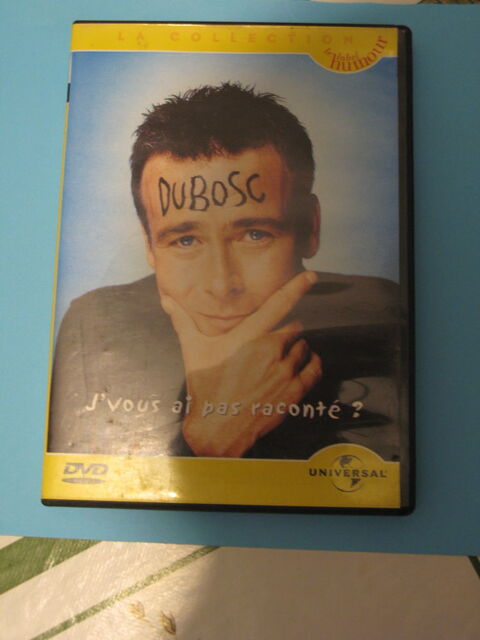 LA COLLECTION
le label
humour
DUBOSC
J'vous ai pas raconté ?
DVD
UNIVERSAL